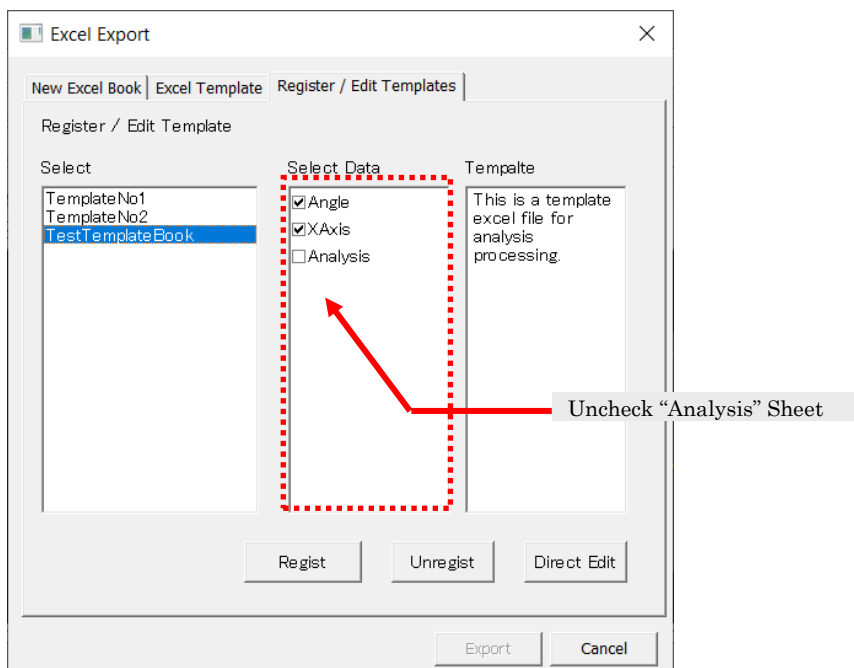 Excel Export
New Excel Book
Excel Template
Register / Edit Templates
Register / Edit Template
Select
Select Data
Tempalte
TemplateNo1
TemplateNo2
TestTemplateBook
Angle
XAxis
Analysis
This is a template
excel file for
analysis
processing.
Uncheck “Analysis” Sheet
Regist
Unregist
Direct Edit
Export
Cancel